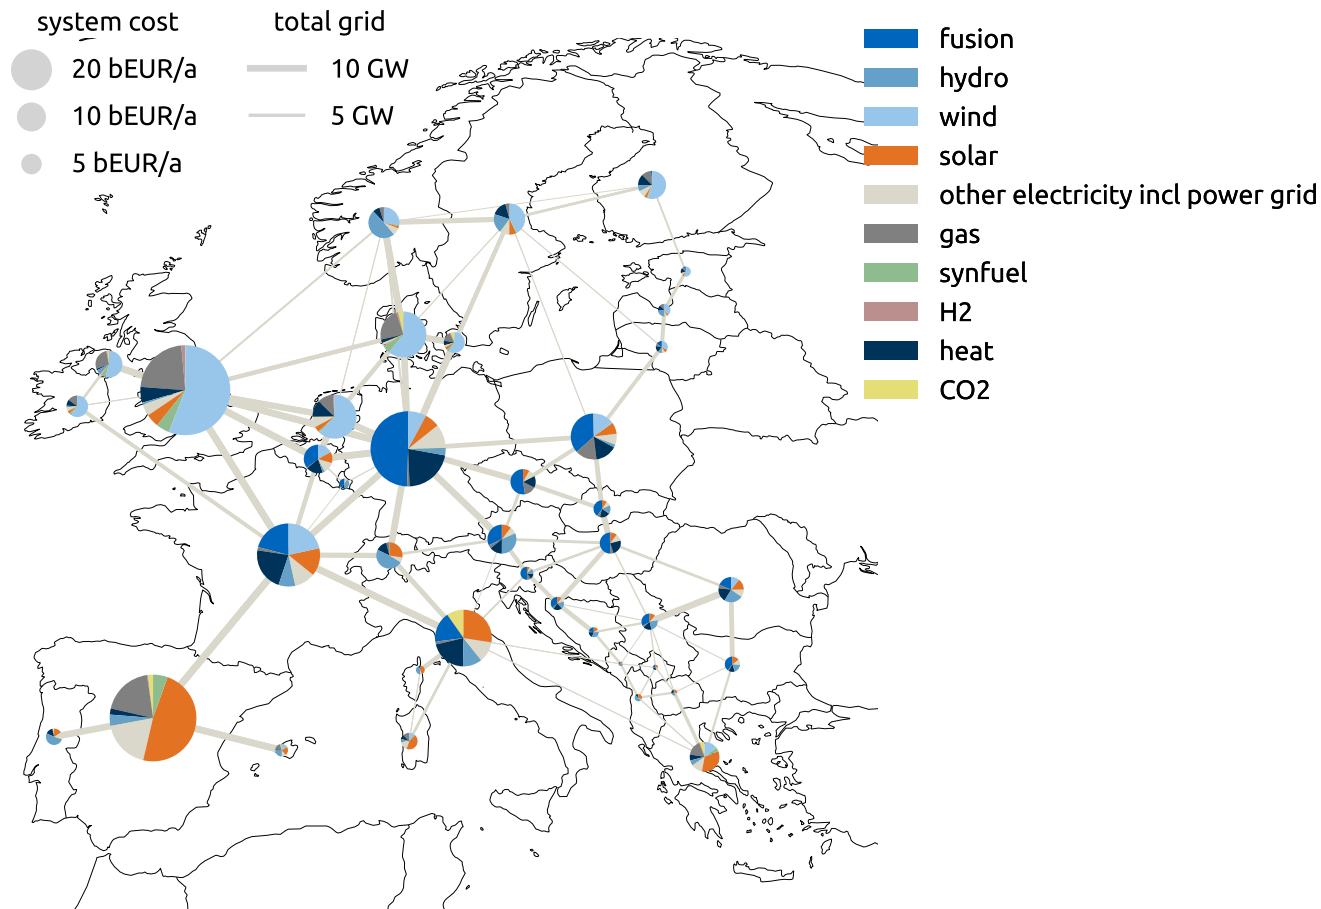 system cost
20 bEUR/a
10 bEUR/a
5 bEUR/a
total grid
10 GW
5 GW
fusion
hydro
wind
solar
other electricity incl power grid
gas
synfuel
H2
heat
CO2